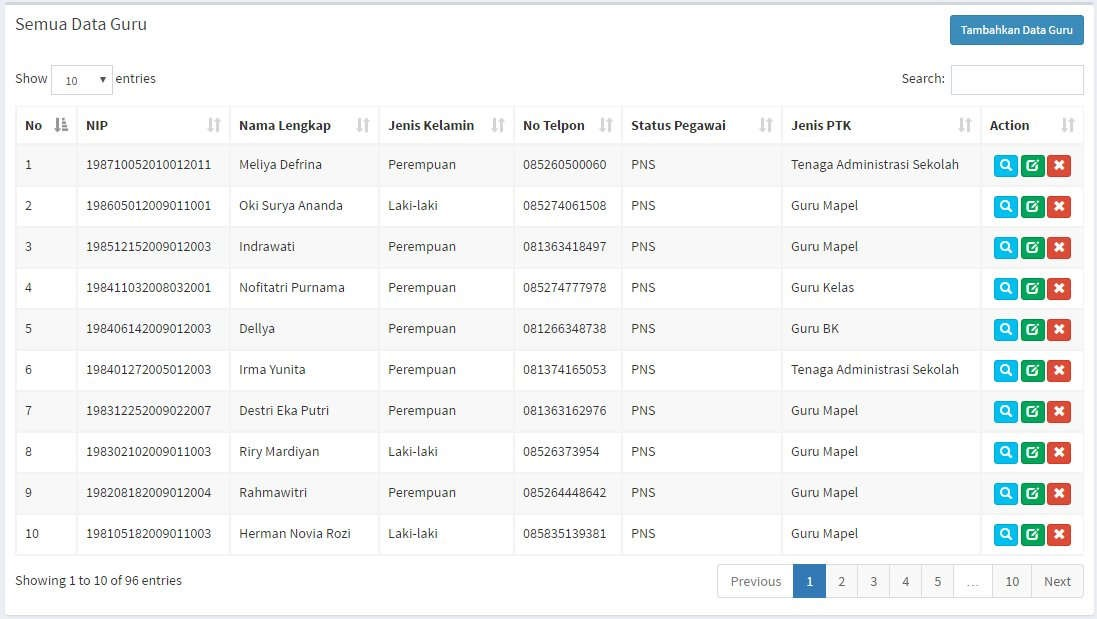 Semua Data Guru
Tambahkan Data Guru
Show 10 entries
Search:
No NIP Nama Lengkap Jenis Kelamin No Telpon Status Pegawai Jenis PTK Action
1 198710052010012011 Meliya Defrina Perempuan 085260500060 PNS Tenaga Administrasi Sekolah
2 198605012009011001 Oki Surya Ananda Laki-laki 085274061508 PNS Guru Mapel
3 198512152009012003 Indrawati Perempuan 081363418497 PNS Guru Mapel
4 198411032008032001 Nofitatri Purnama Perempuan 085274777978 PNS Guru Kelas
5 198406142009012003 Dellya Perempuan 081266348738 PNS Guru BK
6 198401272005012003 Irma Yunita Perempuan 081374165053 PNS Tenaga Administrasi Sekolah
7 198312252009022007 Destri Eka Putri Perempuan 081363162976 PNS Guru Mapel
8 198302102009011003 Riry Mardiyan Laki-laki 08526373954 PNS Guru Mapel
9 198208182009012004 Rahmawitri Perempuan 085264448642 PNS Guru Mapel
10 198105182009011003 Herman Novia Rozi Laki-laki 085835139381 PNS Guru Mapel
Showing 1 to 10 of 96 entries
Previous 1 2 3 4 5 ... 10 Next